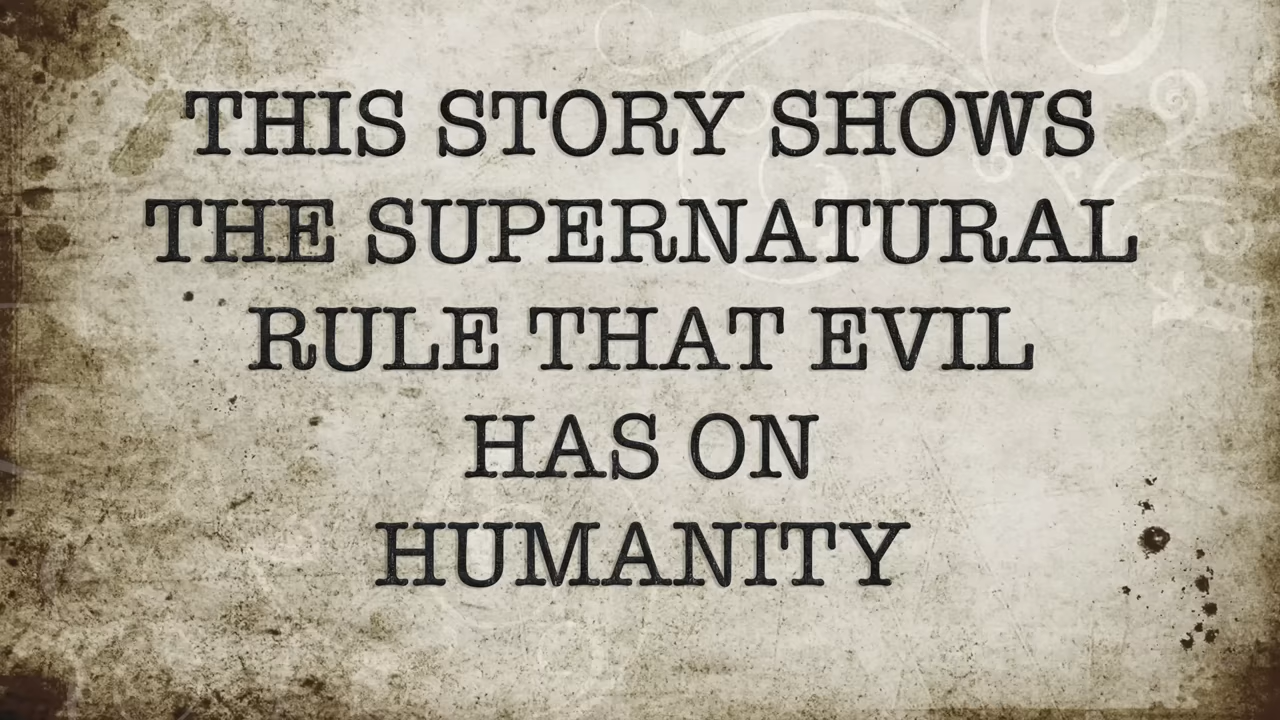 THIS STORY SHOWS
THE SUPERNATURAL
RULE THAT EVIL
HAS ON
HUMANITY